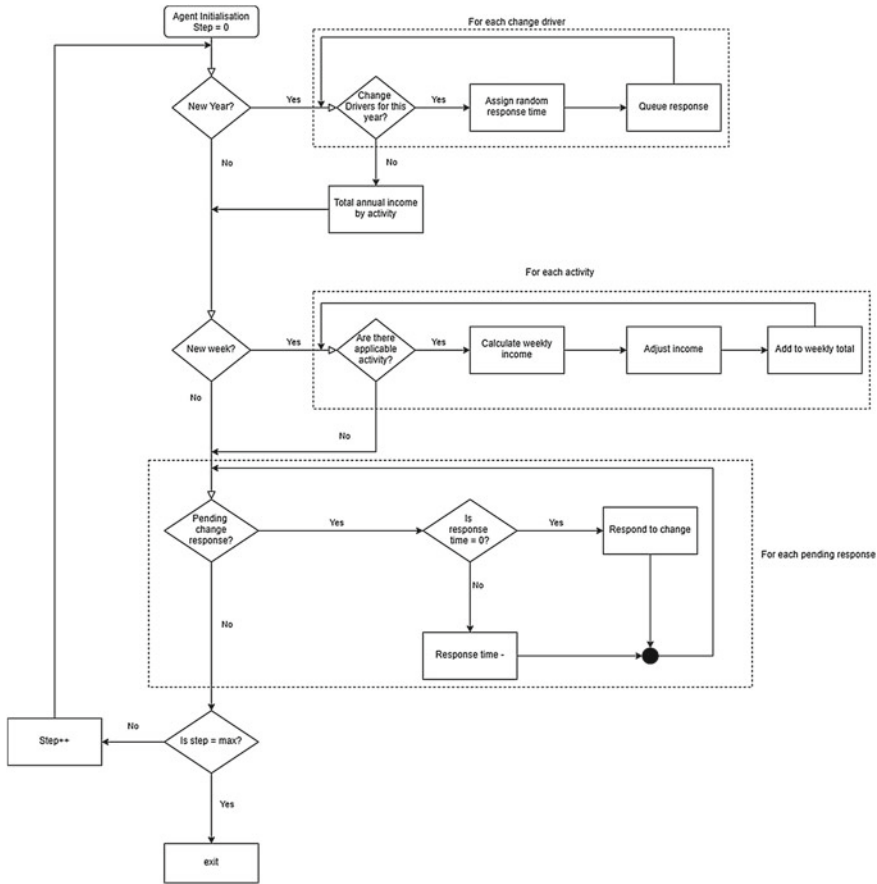 Agent Initialisation
Step = 0
For each change driver
New Year?
Yes
Change
Drivers for this
year?
Yes
Assign random
response time
Queue response
No
No
Total annual income
by activity
For each activity
New week?
Yes
Are there
applicable
activity?
Yes
Calculate weekly
income
Adjust income
Add to weekly total
No
No
Pending
change
response?
Yes
Is
response
time = 0?
Yes
Respond to change
For each pending response
No
No
Response time -
Step++
No
Is step = max?
Yes
exit